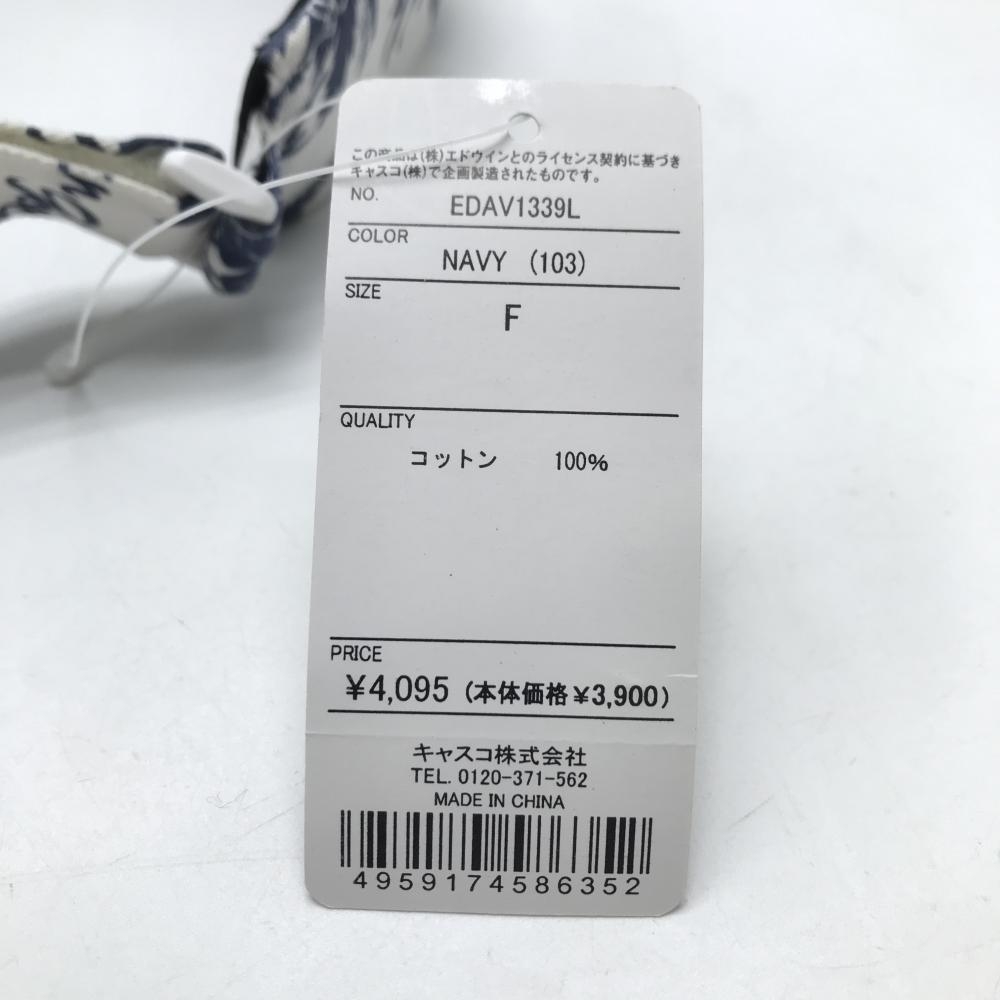 この商品は(株)エドウインとのライセンス契約に基づき
キャスコ(株)で企画製造されたものです。
NO.
EDAV1339L
COLOR
NAVY (103)
SIZE
F
QUALITY
コットン 100%
PRICE
¥4,095 (本体価格¥3,900)
キャスコ株式会社
TEL. 0120-371-562
MADE IN CHINA
4959174586352